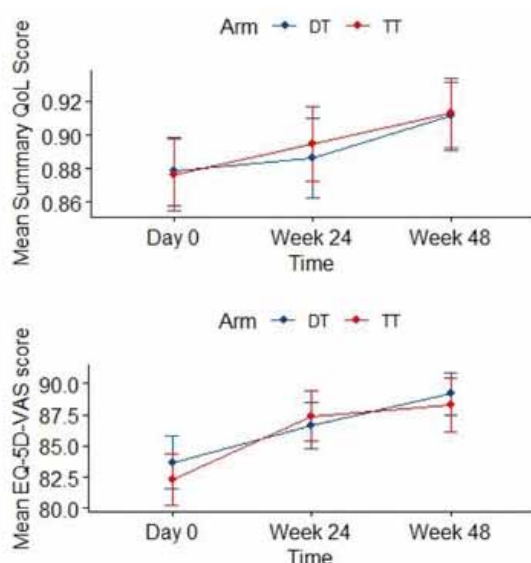 Arm DT TT
Mean Summary QoL Score
0.92
0.90
0.88
0.86
Day 0 Week 24 Week 48
Time
Arm DT TT
Mean EQ-5D-VAS score
90.0
87.5
85.0
82.5
80.0
Day 0 Week 24 Week 48
Time